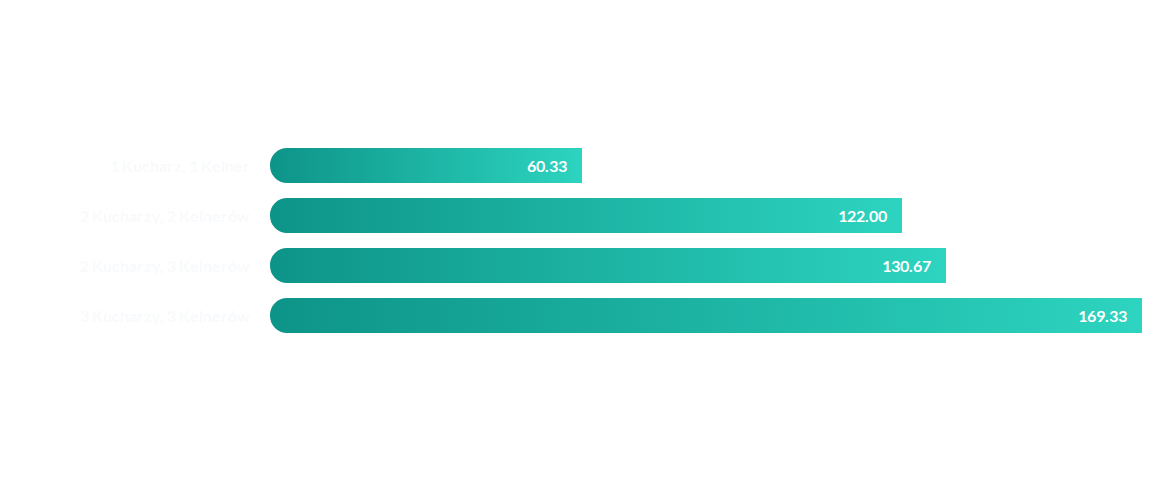 1 Kucharz, 1 Kelner 60.33
2 Kucharzy, 2 Kelnerów 122.00
2 Kucharzy, 3 Kelnerów 130.67
3 Kucharzy, 3 Kelnerów 169.33